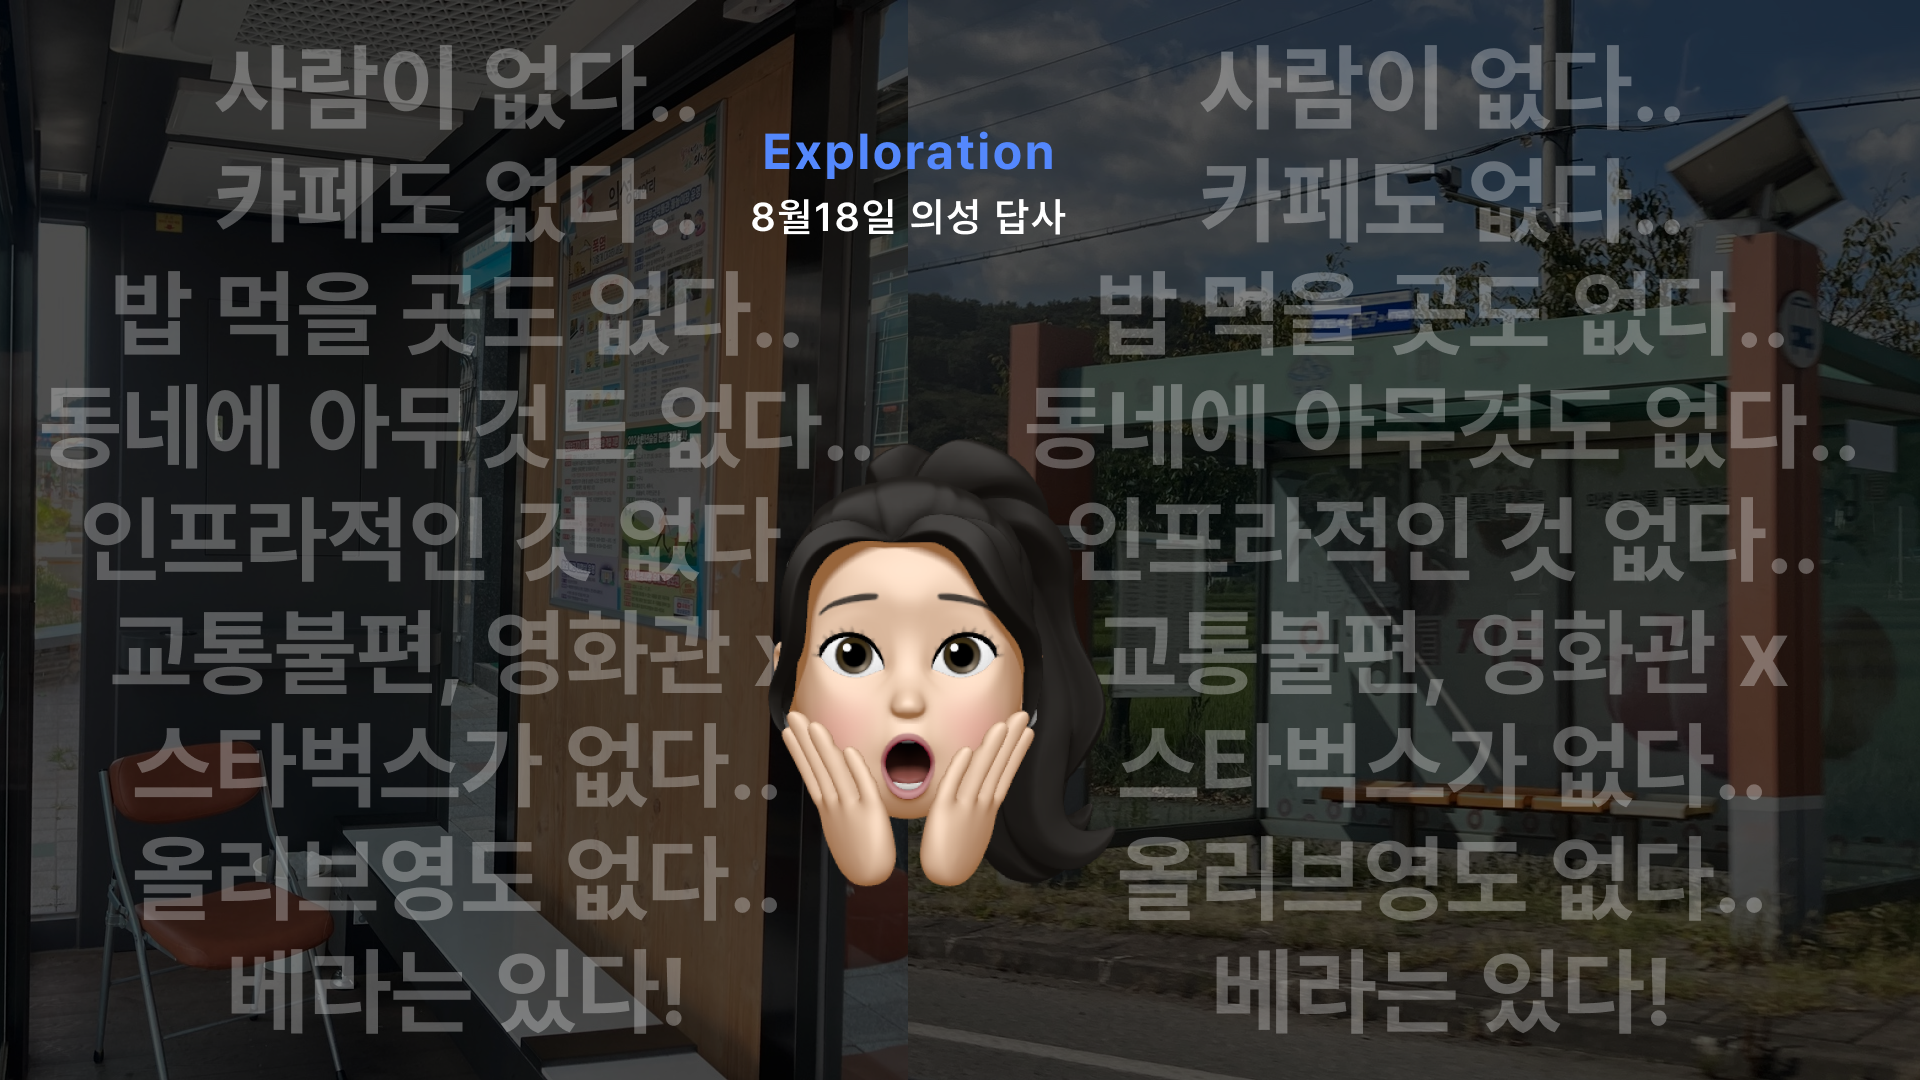 Exploration
8월18일 의성 답사
사람이 없다..
카페도 없다..
밥 먹을 곳도 없다..
동네에 아무것도 없다..
인프라적인 것 없다
교통불편, 영화관 x
스타벅스가 없다..
올리브영도 없다..
베라는 있다!
사람이 없다..
카페도 없다..
밥 먹을 곳도 없다..
동네에 아무것도 없다..
인프라적인 것 없다..
교통불편, 영화관 x
스타벅스가 없다..
올리브영도 없다..
베라는 있다!